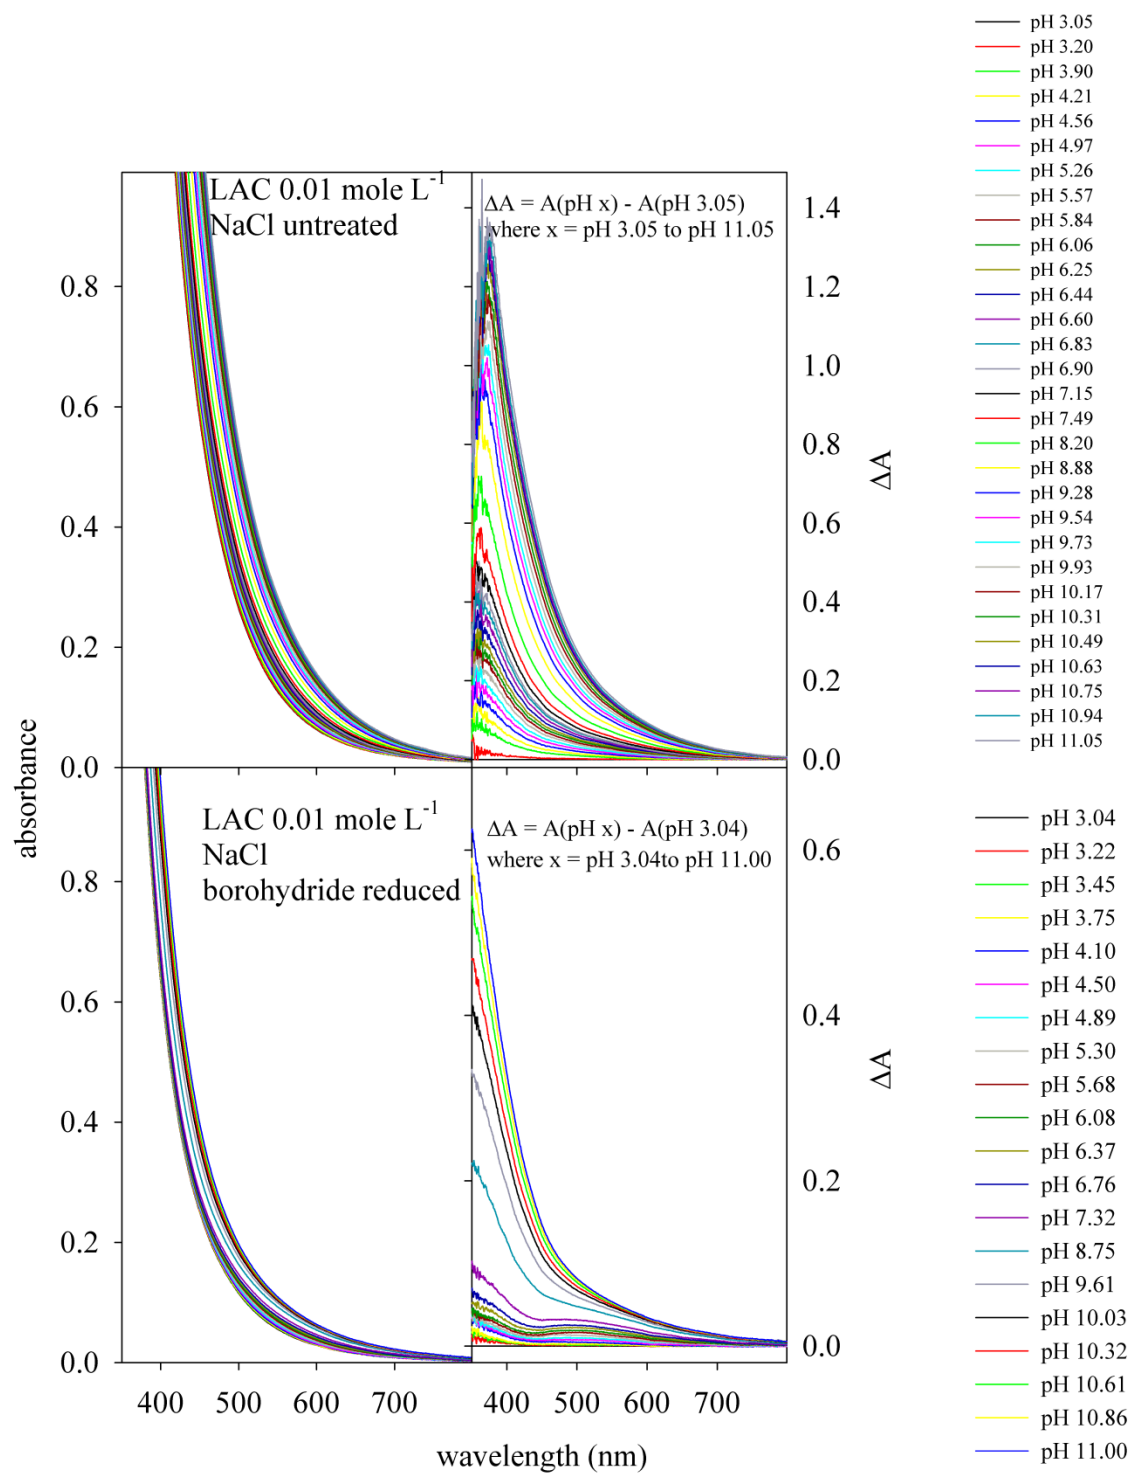 LAC 0.01 mole L⁻¹
NaCl untreated
ΔA = A(pH x) - A(pH 3.05)
where x = pH 3.05 to pH 11.05
0.8
0.6
0.4
0.2
0.0
1.4
1.2
1.0
0.8
0.6
0.4
0.2
0.0
ΔA
pH 3.05
pH 3.20
pH 3.90
pH 4.21
pH 4.56
pH 4.97
pH 5.26
pH 5.57
pH 5.84
pH 6.06
pH 6.25
pH 6.44
pH 6.60
pH 6.83
pH 6.90
pH 7.15
pH 7.49
pH 8.20
pH 8.88
pH 9.28
pH 9.54
pH 9.73
pH 9.93
pH 10.17
pH 10.31
pH 10.49
pH 10.63
pH 10.75
pH 10.94
pH 11.05
absorbance
LAC 0.01 mole L⁻¹
NaCl
borohydride reduced
ΔA = A(pH x) - A(pH 3.04)
where x = pH 3.04to pH 11.00
0.8
0.6
0.4
0.2
0.0
0.6
0.4
0.2
0.0
ΔA
pH 3.04
pH 3.22
pH 3.45
pH 3.75
pH 4.10
pH 4.50
pH 4.89
pH 5.30
pH 5.68
pH 6.08
pH 6.37
pH 6.76
pH 7.32
pH 8.75
pH 9.61
pH 10.03
pH 10.32
pH 10.61
pH 10.86
pH 11.00
400 500 600 700 400 500 600 700
wavelength (nm)